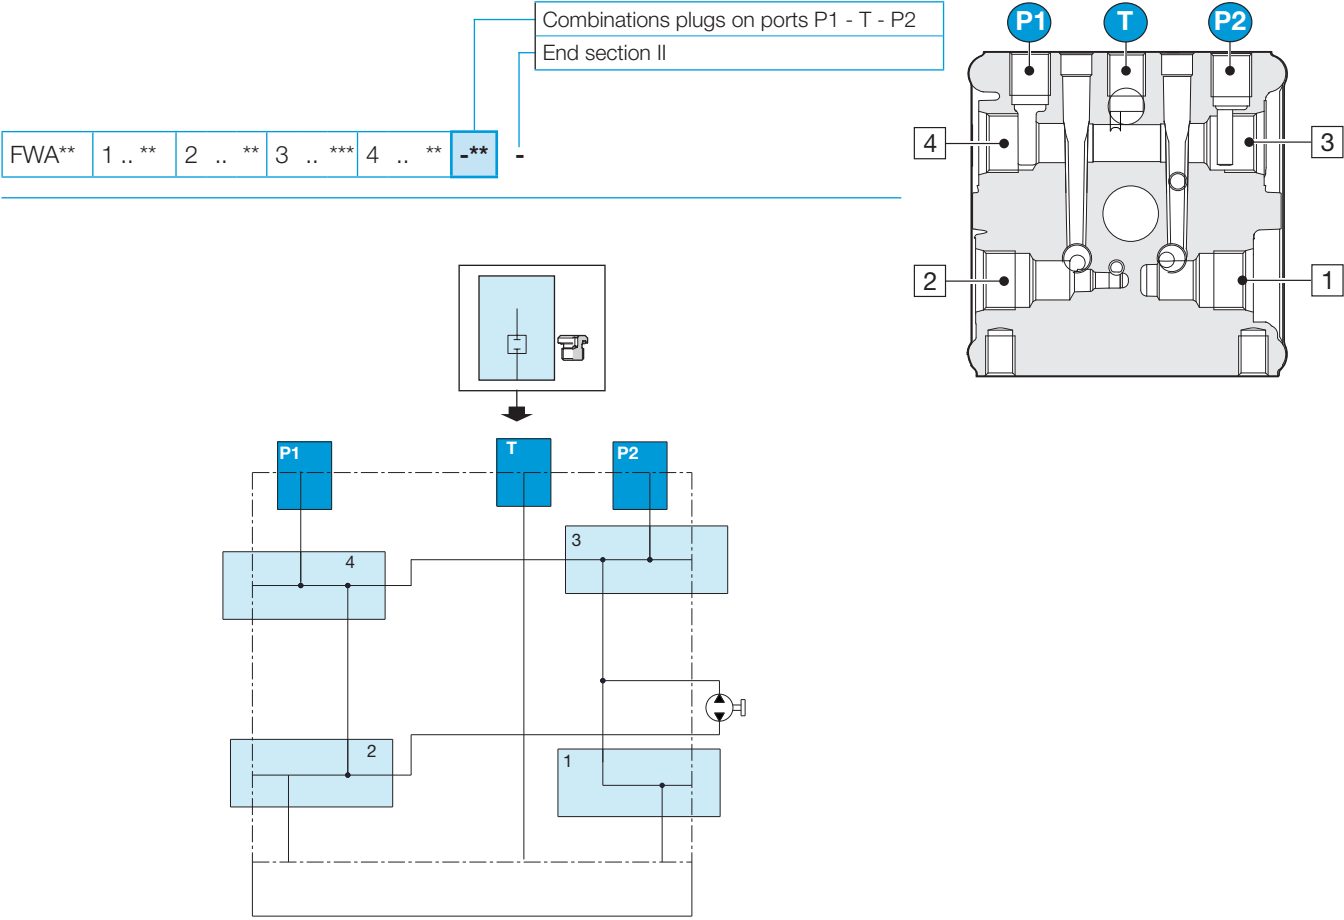 Combinations plugs on ports P1 - T - P2
End section II
FWA** 1 .. ** 2 .. ** 3 .. *** 4 .. ** -** -
P1 T P2
4 3
2 1
P1 T P2
3
4
2
1